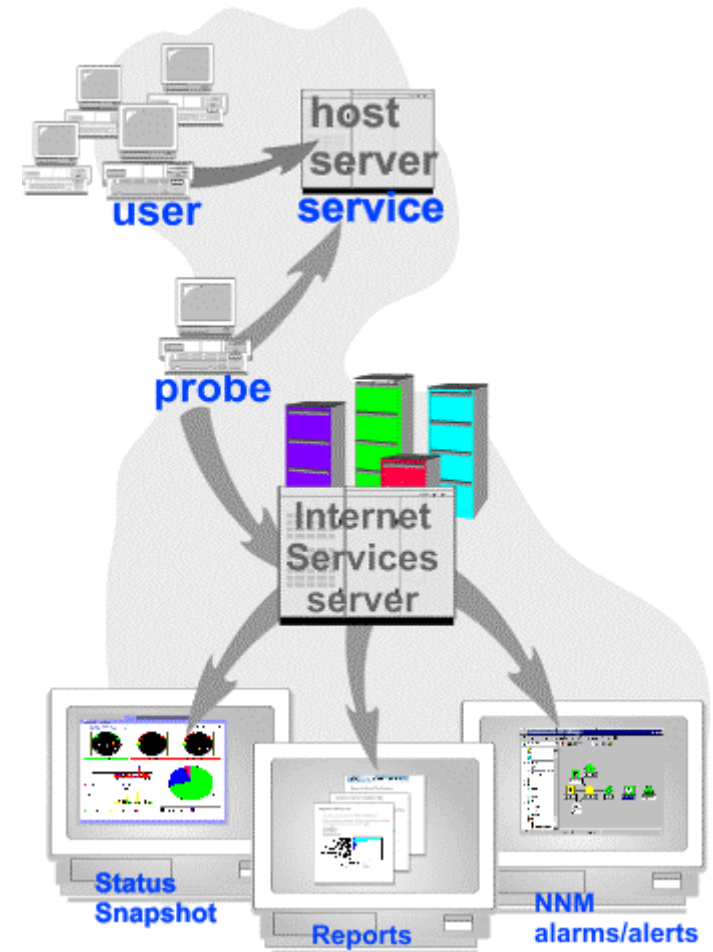 host
server
user
service
probe
Internet
Services
server
Status
Snapshot
Reports
NNM
alarms/alerts